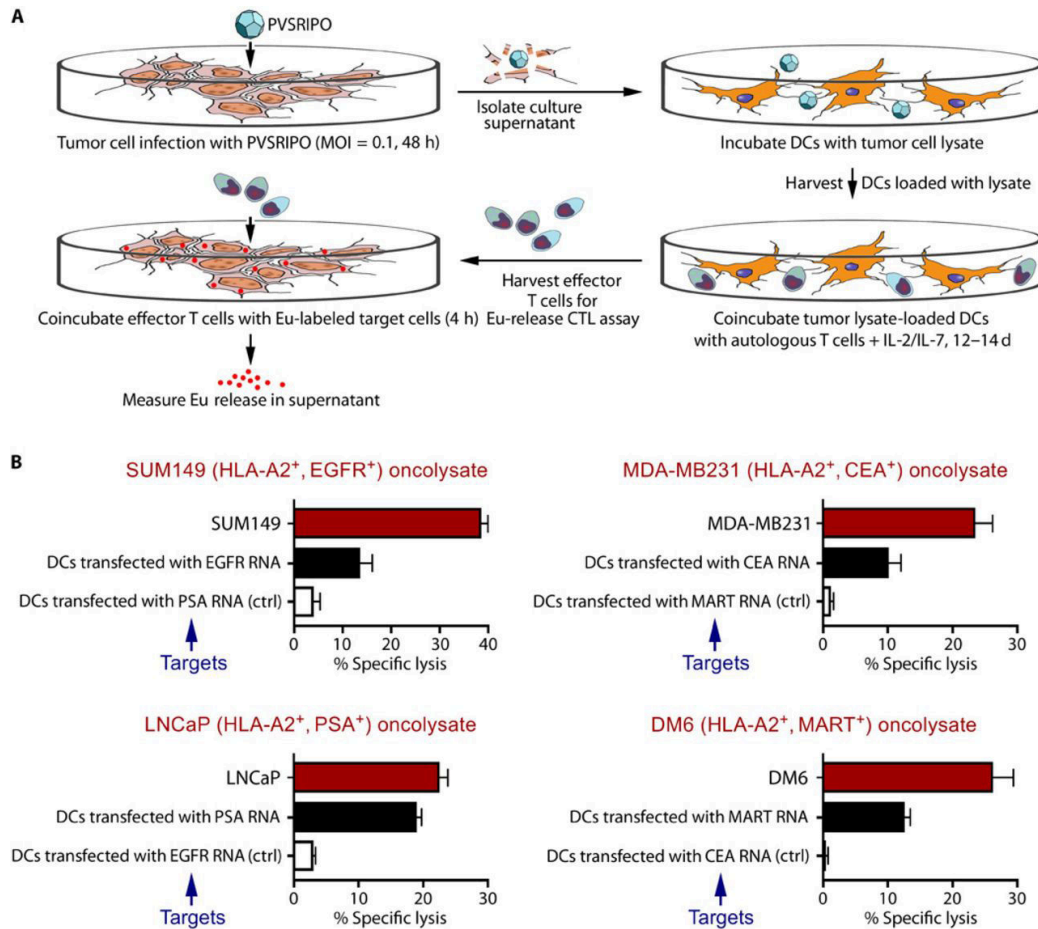 A
PVSRIPO
Tumor cell infection with PVSRIPO (MOI = 0.1, 48 h)
Isolate culture
supernatant
Incubate DCs with tumor cell lysate
Harvest
DCs loaded with lysate
Coincubate tumor lysate-loaded DCs
with autologous T cells + IL-2/IL-7, 12–14 d
Harvest effector
T cells for
Eu-release CTL assay
Coincubate effector T cells with Eu-labeled target cells (4 h)
Measure Eu release in supernatant
B
SUM149 (HLA-A2+, EGFR+) oncolysate
SUM149
DCs transfected with EGFR RNA
DCs transfected with PSA RNA (ctrl)
0 10 20 30 40
% Specific lysis
Targets
MDA-MB231 (HLA-A2+, CEA+) oncolysate
MDA-MB231
DCs transfected with CEA RNA
DCs transfected with MART RNA (ctrl)
0 10 20 30
% Specific lysis
Targets
LNCaP (HLA-A2+, PSA+) oncolysate
LNCaP
DCs transfected with PSA RNA
DCs transfected with EGFR RNA (ctrl)
0 10 20 30
% Specific lysis
Targets
DM6 (HLA-A2+, MART+) oncolysate
DM6
DCs transfected with MART RNA
DCs transfected with CEA RNA (ctrl)
0 10 20 30
% Specific lysis
Targets